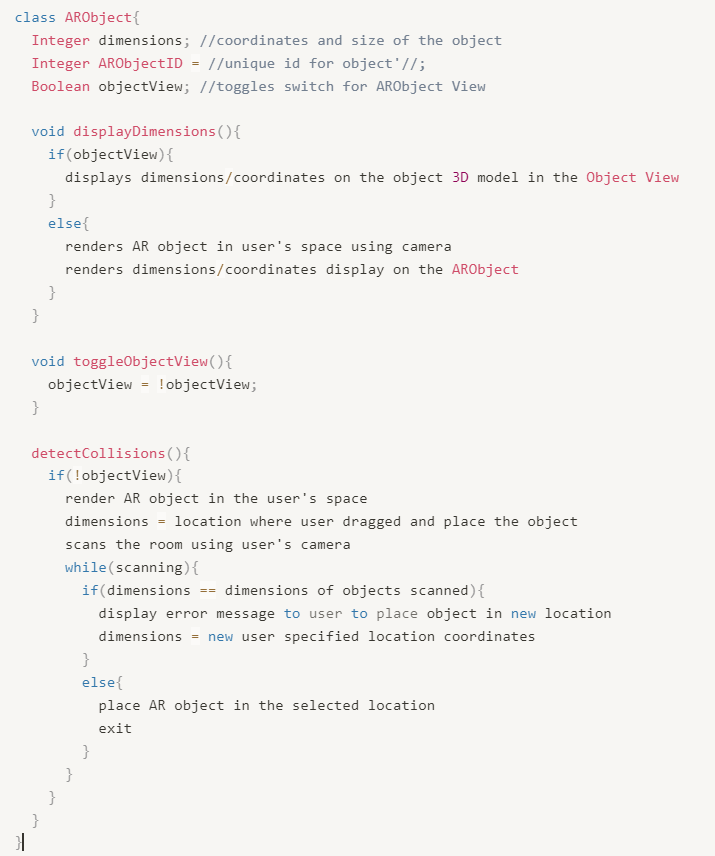 class ARObject{
  Integer dimensions; //coordinates and size of the object
  Integer ARObjectID = //unique id for object'//;
  Boolean objectView; //toggles switch for ARObject View

  void displayDimensions(){
    if(objectView){
      displays dimensions/coordinates on the object 3D model in the Object View
    }
    else{
      renders AR object in user's space using camera
      renders dimensions/coordinates display on the ARObject
    }
  }

  void toggleObjectView(){
    objectView = !objectView;
  }

  detectCollisions(){
    if(!objectView){
      render AR object in the user's space
      dimensions = location where user dragged and place the object
      scans the room using user's camera
      while(scanning){
        if(dimensions == dimensions of objects scanned){
          display error message to user to place object in new location
          dimensions = new user specified location coordinates
        }
        else{
          place AR object in the selected location
          exit
        }
      }
    }
  }
}